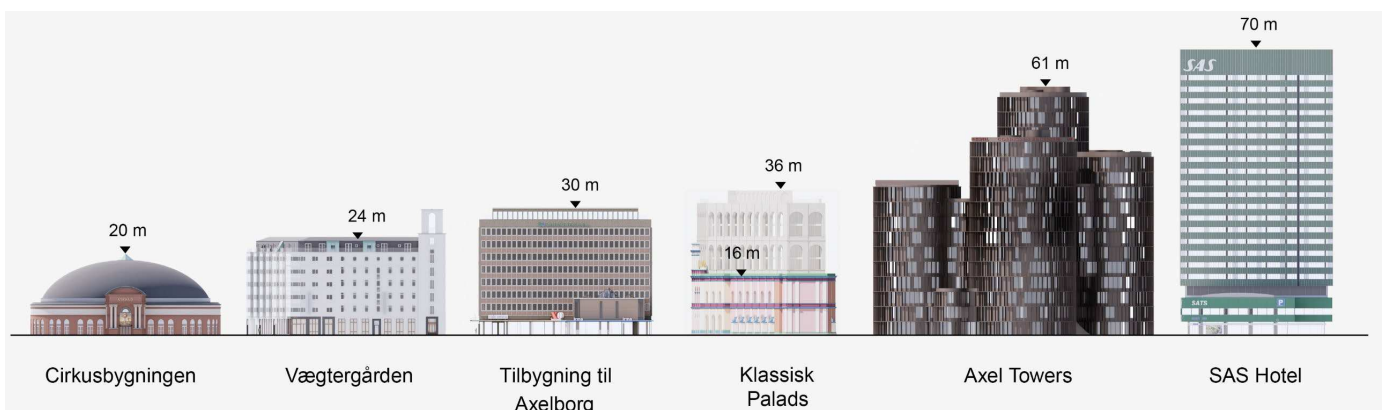 70 m
61 m
SAS
36 m
30 m
24 m
20 m
16 m
SATS
P
Cirkusbygningen
Vægtergården
Tilbygning til
Axelborg
Klassisk
Palads
Axel Towers
SAS Hotel